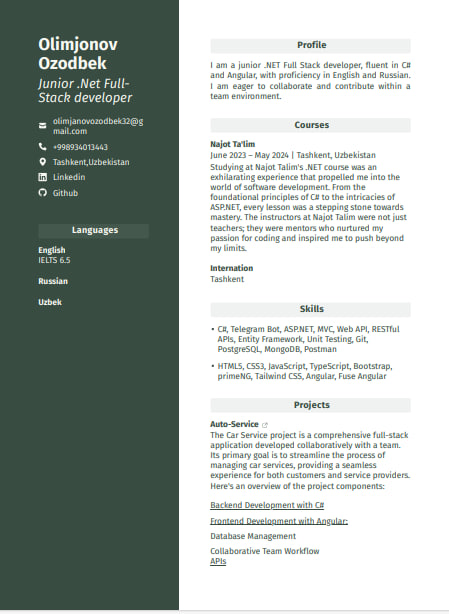 Olimjonov
Ozodbek
Junior .Net Full-
Stack developer
olimjanovozodbek32@g
mail.com
+998934013443
Tashkent,Uzbekistan
Linkedin
Github
Languages
English
IELTS 6.5
Russian
Uzbek
Profile
I am a junior .NET Full Stack developer, fluent in C#
and Angular, with proficiency in English and Russian.
I am eager to collaborate and contribute within a
team environment.
Courses
Najot Ta'lim
June 2023 – May 2024 | Tashkent, Uzbekistan
Studying at Najot Talim's .NET course was an
exhilarating experience that propelled me into the
world of software development. From the
foundational principles of C# to the intricacies of
ASP.NET, every lesson was a stepping stone towards
mastery. The instructors at Najot Talim were not just
teachers; they were mentors who nurtured my
passion for coding and inspired me to push beyond
my limits.
Internation
Tashkent
Skills
• C#, Telegram Bot, ASP.NET, MVC, Web API, RESTful
APIs, Entity Framework, Unit Testing, Git,
PostgreSQL, MongoDB, Postman
• HTML5, CSS3, JavaScript, TypeScript, Bootstrap,
primeNG, Tailwind CSS, Angular, Fuse Angular
Projects
Auto-Service
The Car Service project is a comprehensive full-stack
application developed collaboratively with a team.
Its primary goal is to streamline the process of
managing car services, providing a seamless
experience for both customers and service providers.
Here's an overview of the project components:
Backend Development with C#
Frontend Development with Angular:
Database Management
Collaborative Team Workflow
APIs